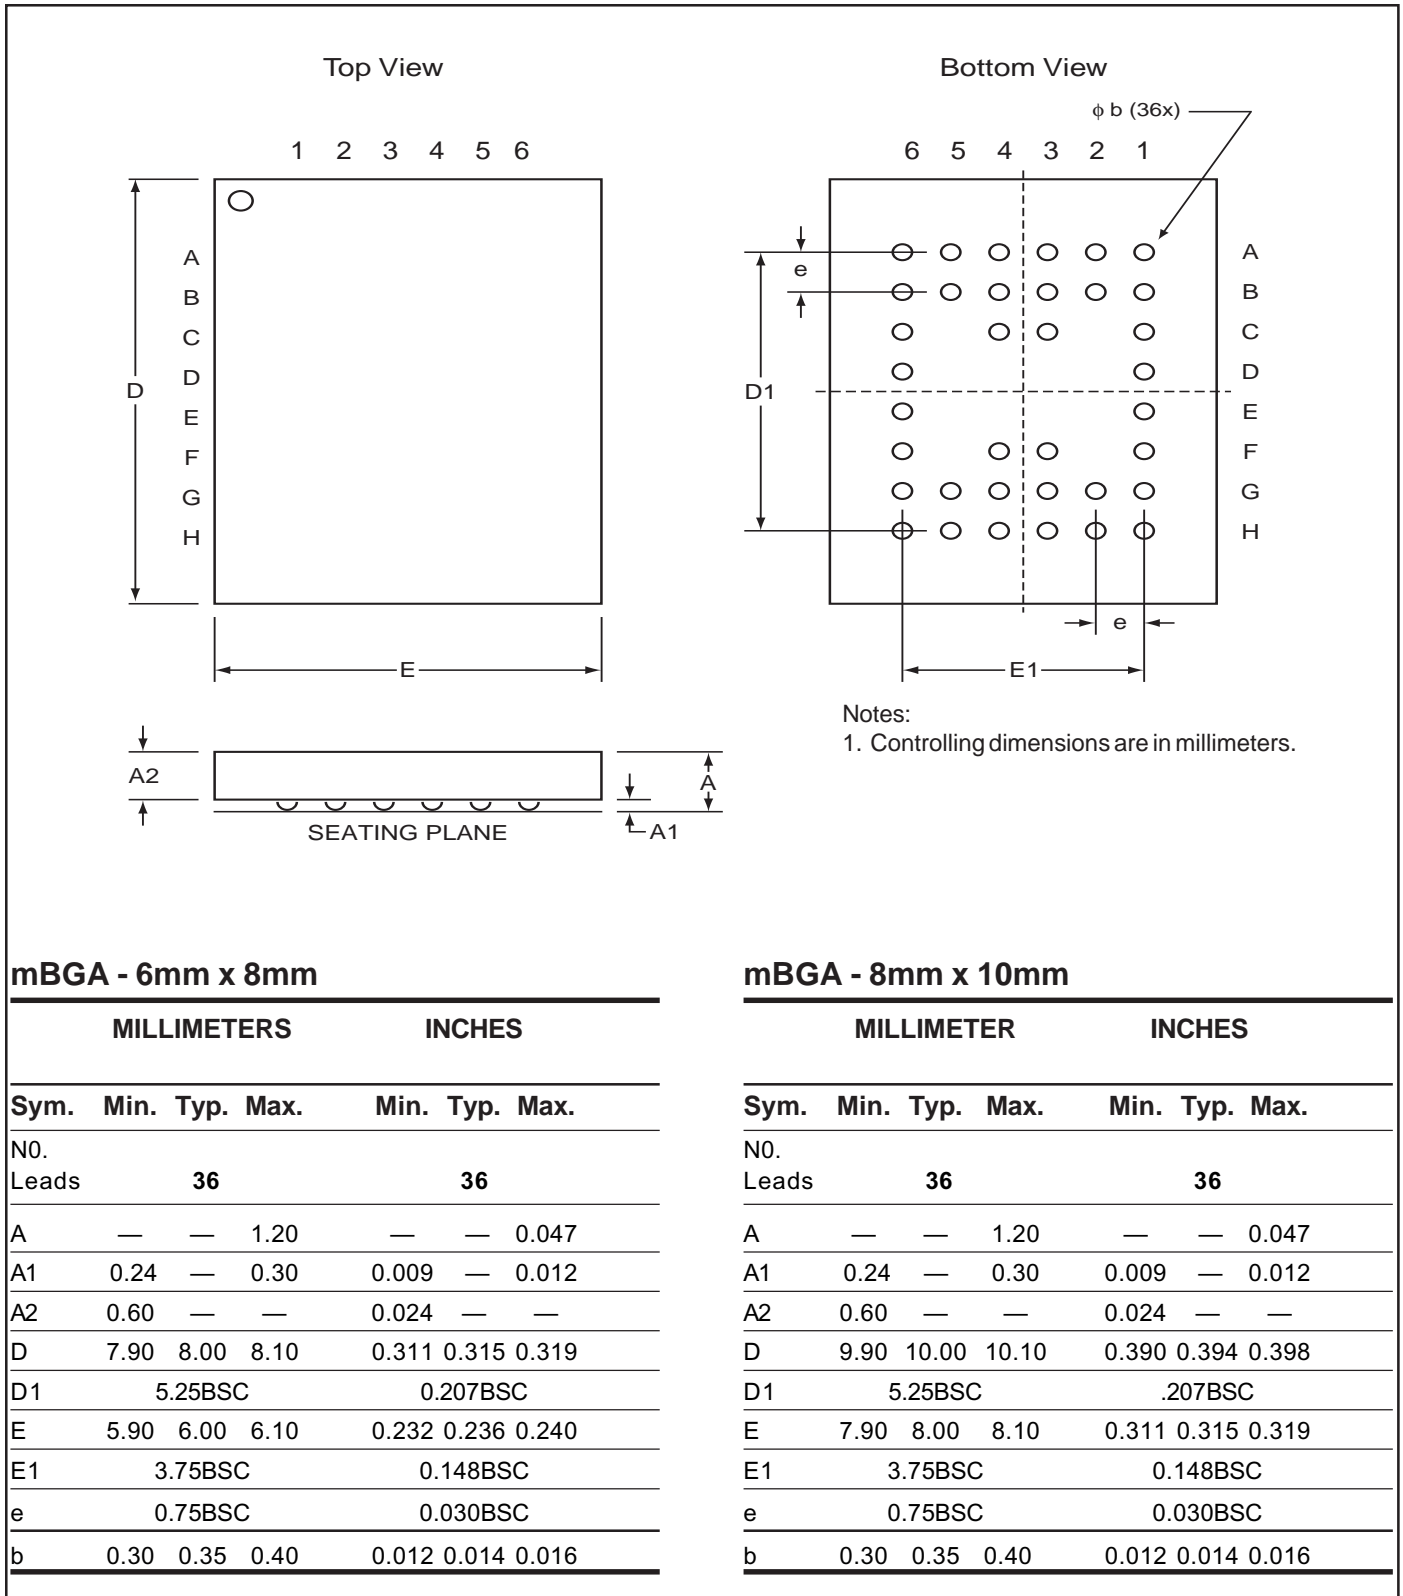 Top View
1 2 3 4 5 6
A
B
C
D
E
F
G
H
D
E
A2
A
A1
SEATING PLANE
Bottom View
ϕ b (36x)
6 5 4 3 2 1
A
B
C
D
E
F
G
H
e
D1
e
E1
Notes:
1. Controlling dimensions are in millimeters.
mBGA - 6mm x 8mm
MILLIMETERS INCHES
Sym. Min. Typ. Max. Min. Typ. Max.
N0.
Leads 36 36
A — — 1.20 — — 0.047
A1 0.24 — 0.30 0.009 — 0.012
A2 0.60 — — 0.024 — —
D 7.90 8.00 8.10 0.311 0.315 0.319
D1 5.25BSC 0.207BSC
E 5.90 6.00 6.10 0.232 0.236 0.240
E1 3.75BSC 0.148BSC
e 0.75BSC 0.030BSC
b 0.30 0.35 0.40 0.012 0.014 0.016
mBGA - 8mm x 10mm
MILLIMETER INCHES
Sym. Min. Typ. Max. Min. Typ. Max.
N0.
Leads 36 36
A — — 1.20 — — 0.047
A1 0.24 — 0.30 0.009 — 0.012
A2 0.60 — — 0.024 — —
D 9.90 10.00 10.10 0.390 0.394 0.398
D1 5.25BSC .207BSC
E 7.90 8.00 8.10 0.311 0.315 0.319
E1 3.75BSC 0.148BSC
e 0.75BSC 0.030BSC
b 0.30 0.35 0.40 0.012 0.014 0.016